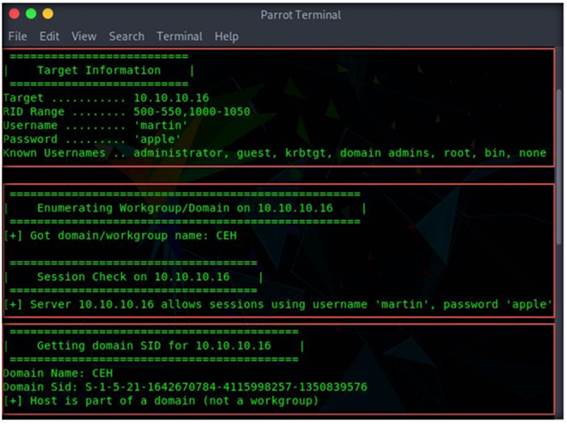 Parrot Terminal
File Edit View Search Terminal Help
==========================
| Target Information |
==========================
Target ........... 10.10.10.16
RID Range ........ 500-550,1000-1050
Username ......... 'martin'
Password ......... 'apple'
Known Usernames .. administrator, guest, krbtgt, domain admins, root, bin, none
===================================================
| Enumerating Workgroup/Domain on 10.10.10.16 |
===================================================
[+] Got domain/workgroup name: CEH
====================================
| Session Check on 10.10.10.16 |
====================================
[+] Server 10.10.10.16 allows sessions using username 'martin', password 'apple'
==========================================
| Getting domain SID for 10.10.10.16 |
==========================================
Domain Name: CEH
Domain Sid: S-1-5-21-1642670784-4115998257-1350839576
[+] Host is part of a domain (not a workgroup)